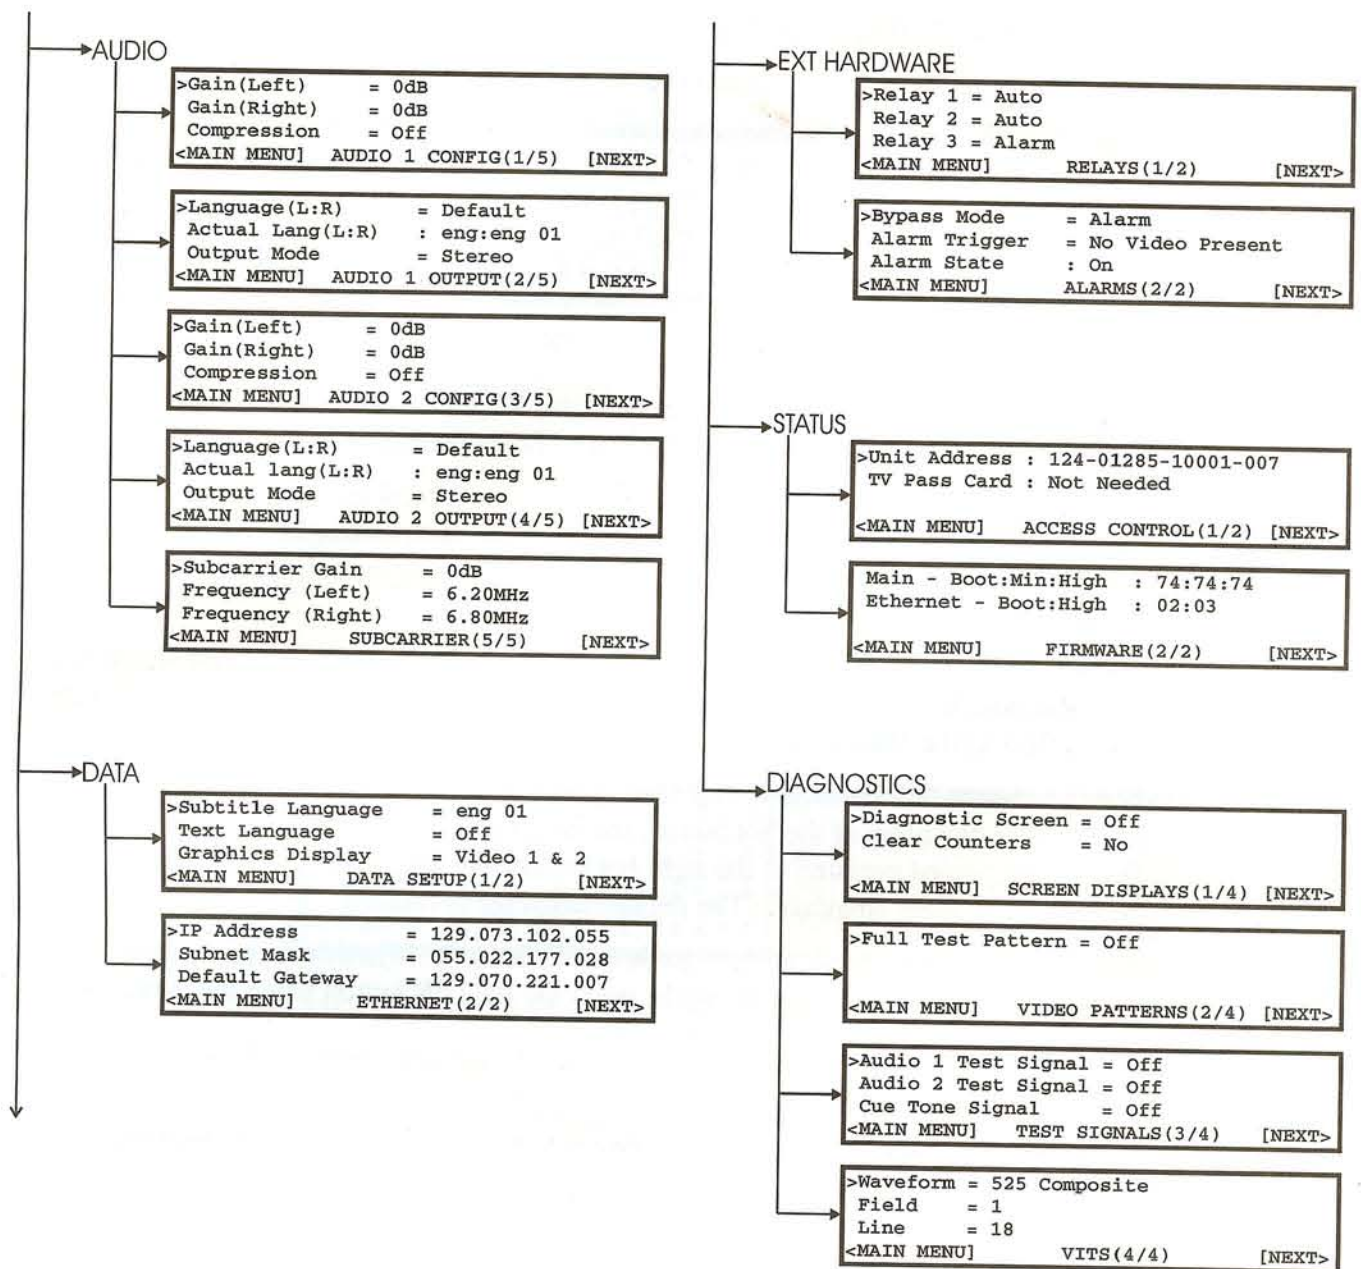 AUDIO
>Gain(Left) = 0dB
Gain(Right) = 0dB
Compression = Off
<MAIN MENU] AUDIO 1 CONFIG(1/5) [NEXT>
>Language(L:R) = Default
Actual Lang(L:R) : eng:eng 01
Output Mode = Stereo
<MAIN MENU] AUDIO 1 OUTPUT(2/5) [NEXT>
>Gain(Left) = 0dB
Gain(Right) = 0dB
Compression = Off
<MAIN MENU] AUDIO 2 CONFIG(3/5) [NEXT>
>Language(L:R) = Default
Actual lang(L:R) : eng:eng 01
Output Mode = Stereo
<MAIN MENU] AUDIO 2 OUTPUT(4/5) [NEXT>
>Subcarrier Gain = 0dB
Frequency (Left) = 6.20MHz
Frequency (Right) = 6.80MHz
<MAIN MENU] SUBCARRIER(5/5) [NEXT>
DATA
>Subtitle Language = eng 01
Text Language = Off
Graphics Display = Video 1 & 2
<MAIN MENU] DATA SETUP(1/2) [NEXT>
>IP Address = 129.073.102.055
Subnet Mask = 055.022.177.028
Default Gateway = 129.070.221.007
<MAIN MENU] ETHERNET(2/2) [NEXT>
EXT HARDWARE
>Relay 1 = Auto
Relay 2 = Auto
Relay 3 = Alarm
<MAIN MENU] RELAYS(1/2) [NEXT>
>Bypass Mode = Alarm
Alarm Trigger = No Video Present
Alarm State : On
<MAIN MENU] ALARMS(2/2) [NEXT>
STATUS
>Unit Address : 124-01285-10001-007
TV Pass Card : Not Needed
<MAIN MENU] ACCESS CONTROL(1/2) [NEXT>
Main - Boot:Min:High : 74:74:74
Ethernet - Boot:High : 02:03
<MAIN MENU] FIRMWARE(2/2) [NEXT>
DIAGNOSTICS
>Diagnostic Screen = Off
Clear Counters = No
<MAIN MENU] SCREEN DISPLAYS(1/4) [NEXT>
>Full Test Pattern = Off
<MAIN MENU] VIDEO PATTERNS(2/4) [NEXT>
>Audio 1 Test Signal = Off
Audio 2 Test Signal = Off
Cue Tone Signal = Off
<MAIN MENU] TEST SIGNALS(3/4) [NEXT>
>Waveform = 525 Composite
Field = 1
Line = 18
<MAIN MENU] VITS(4/4) [NEXT>